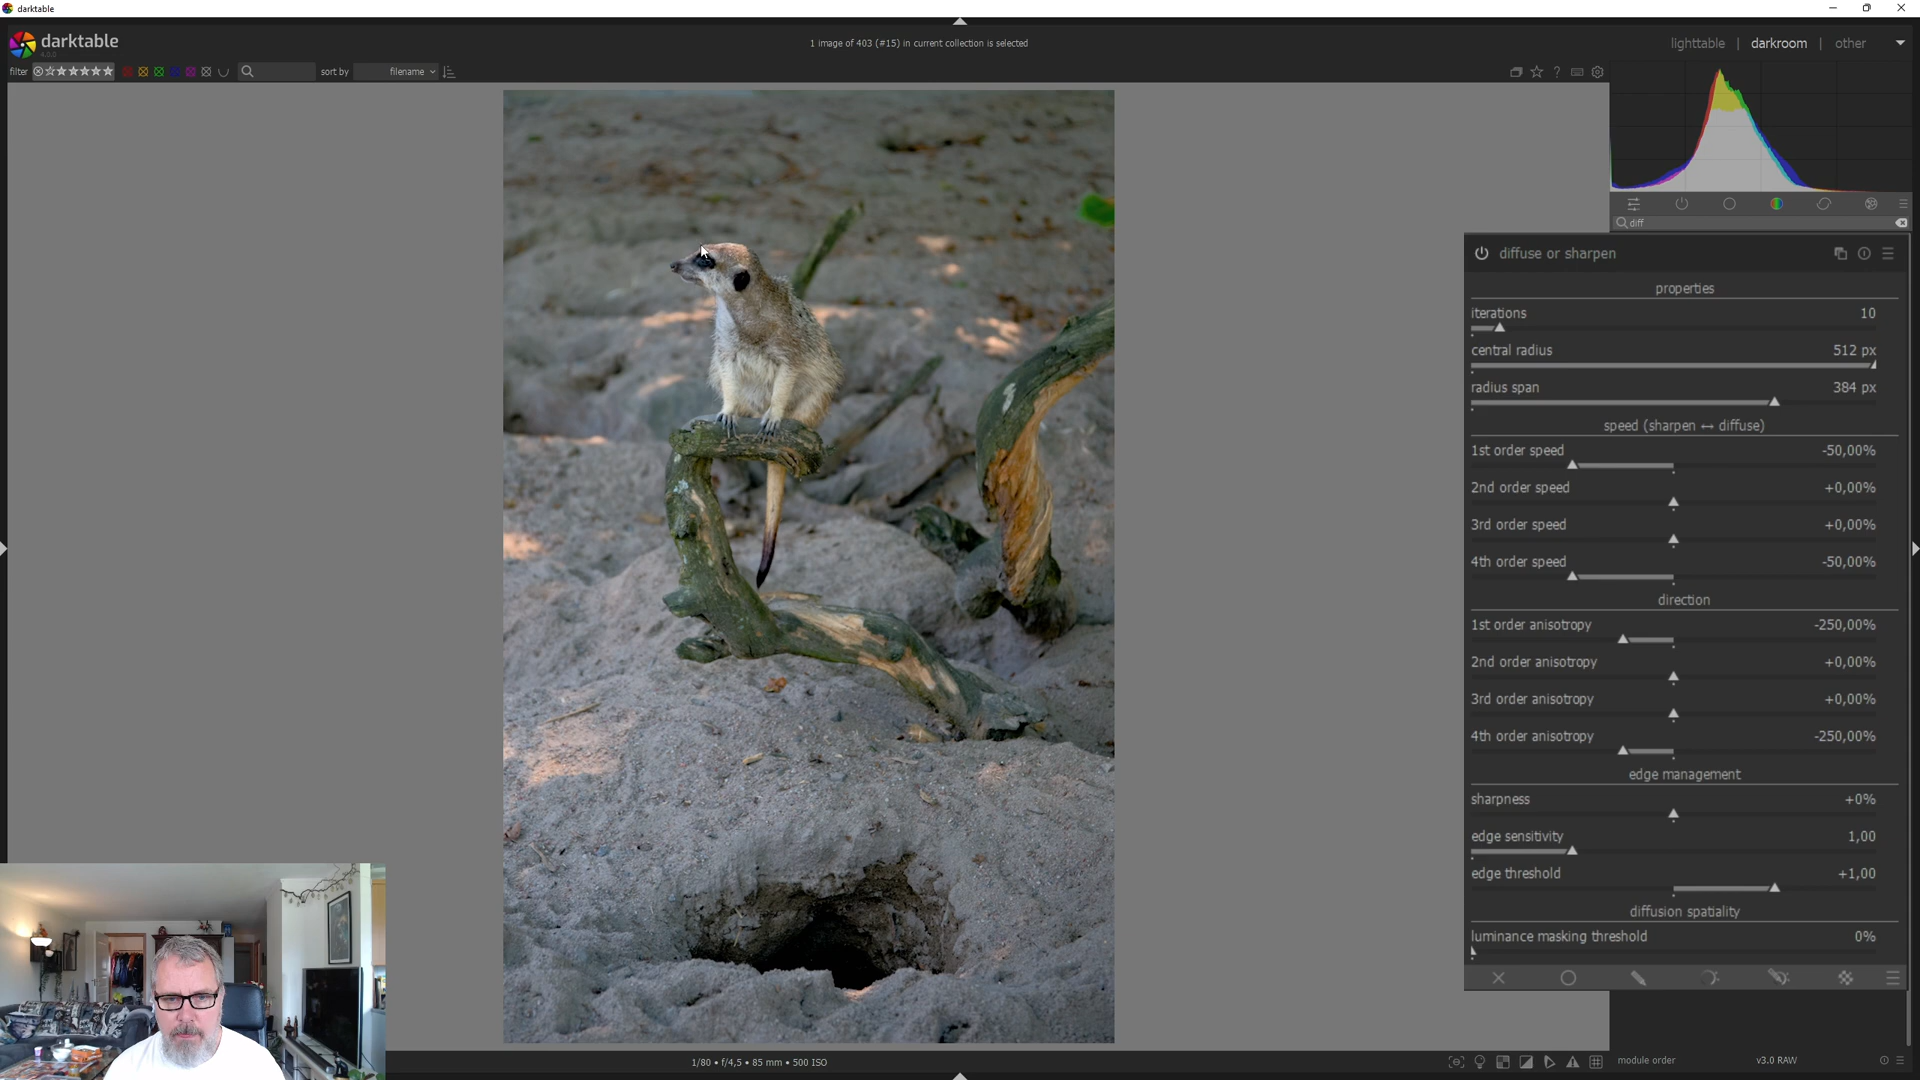 darktable
darktable
4.0.0
1 image of 403 (#15) in current collection is selected
lighttable | darkroom | other
filter
sort by filename
diff
diffuse or sharpen
properties
iterations 10
central radius 512 px
radius span 384 px
speed (sharpen ↔ diffuse)
1st order speed -50,00%
2nd order speed +0,00%
3rd order speed +0,00%
4th order speed -50,00%
direction
1st order anisotropy -250,00%
2nd order anisotropy +0,00%
3rd order anisotropy +0,00%
4th order anisotropy -250,00%
edge management
sharpness +0%
edge sensitivity 1,00
edge threshold +1,00
diffusion spatiality
luminance masking threshold 0%
1/80 • f/4,5 • 85 mm • 500 ISO
module order v3.0 RAW